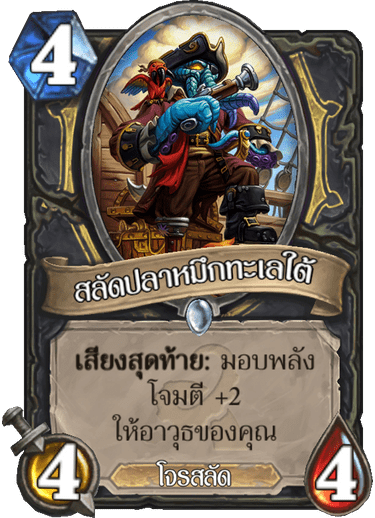 4
สลัดปลาหมึกทะเลใต้
เสียงสุดท้าย: มอบพลัง
โจมตี +2
ให้อาวุธของคุณ
4
โจรสลัด
4